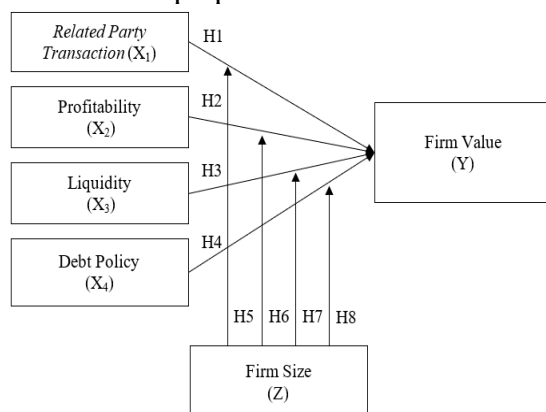 Related Party
Transaction (X₁)
H1
Profitability
(X₂)
H2
Liquidity
(X₃)
H3
Debt Policy
(X₄)
H4
Firm Value
(Y)
H5
H6
H7
H8
Firm Size
(Z)